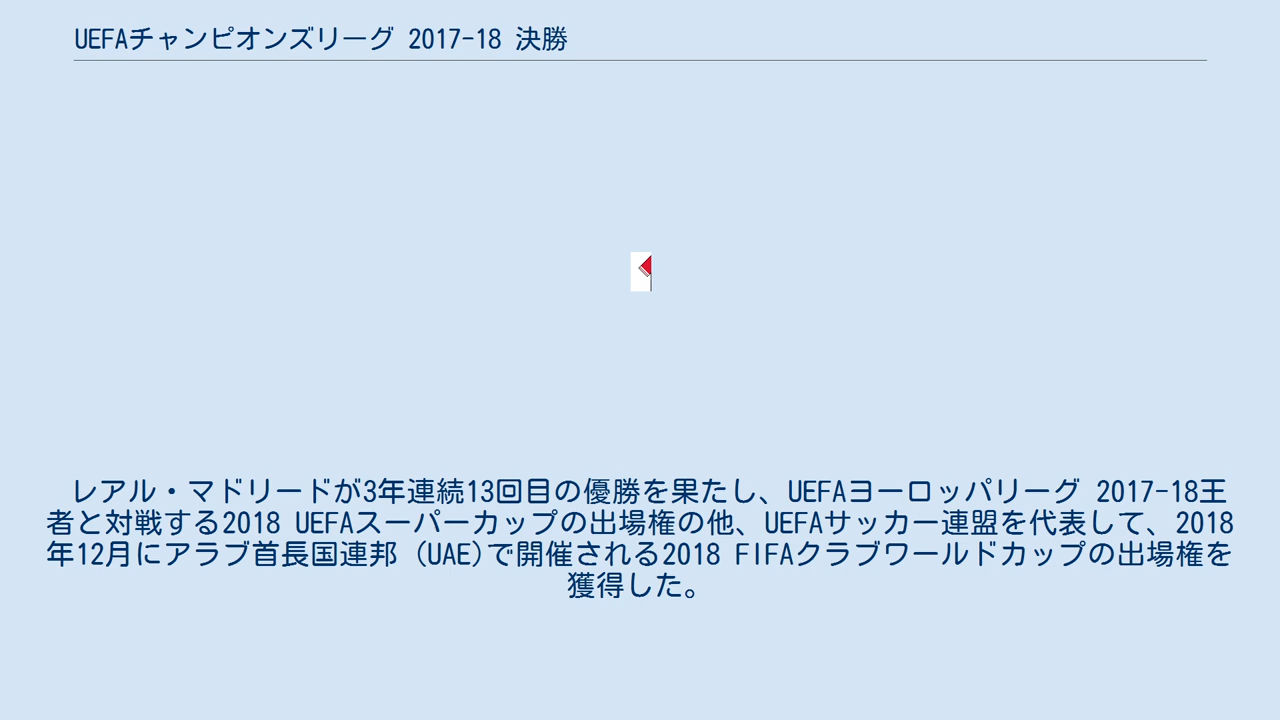 UEFAチャンピオンズリーグ 2017-18 決勝
レアル・マドリードが3年連続13回目の優勝を果たし、UEFAヨーロッパリーグ 2017-18王
者と対戦する2018 UEFAスーパーカップの出場権の他、UEFAサッカー連盟を代表して、2018
年12月にアラブ首長国連邦 (UAE)で開催される2018 FIFAクラブワールドカップの出場権を
獲得した。